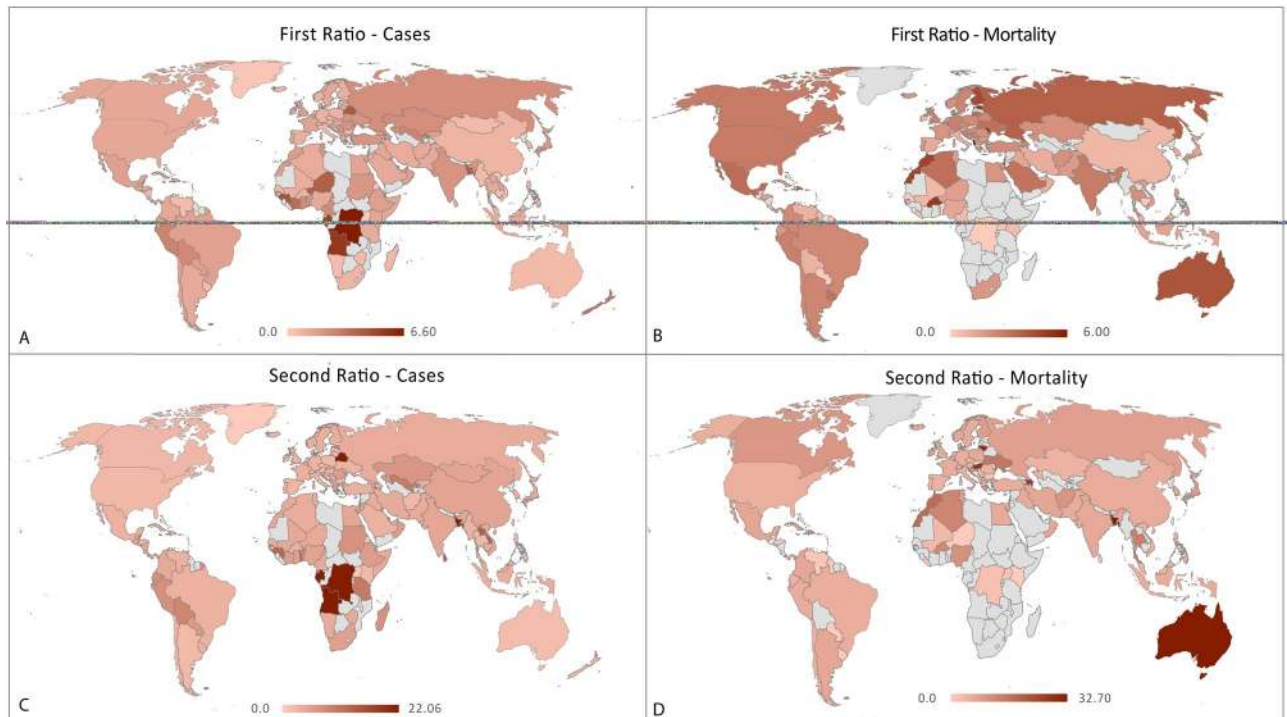 First Ratio - Cases
0.0 6.60
A
First Ratio - Mortality
0.0 6.00
B
Second Ratio - Cases
0.0 22.06
C
Second Ratio - Mortality
0.0 32.70
D